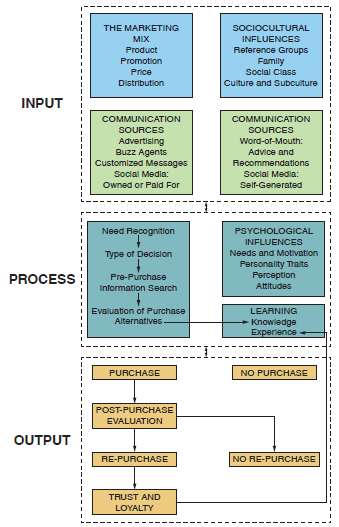 INPUT
THE MARKETING
MIX
Product
Promotion
Price
Distribution
SOCIOCULTURAL
INFLUENCES
Reference Groups
Family
Social Class
Culture and Subculture
COMMUNICATION
SOURCES
Advertising
Buzz Agents
Customized Messages
Social Media:
Owned or Paid For
COMMUNICATION
SOURCES
Word-of-Mouth:
Advice and
Recommendations
Social Media:
Self-Generated
PROCESS
Need Recognition
Type of Decision
Pre-Purchase
Information Search
Evaluation of Purchase
Alternatives
PSYCHOLOGICAL
INFLUENCES
Needs and Motivation
Personality Traits
Perception
Attitudes
LEARNING
Knowledge
Experience
OUTPUT
PURCHASE
NO PURCHASE
POST-PURCHASE
EVALUATION
RE-PURCHASE
NO RE-PURCHASE
TRUST AND
LOYALTY